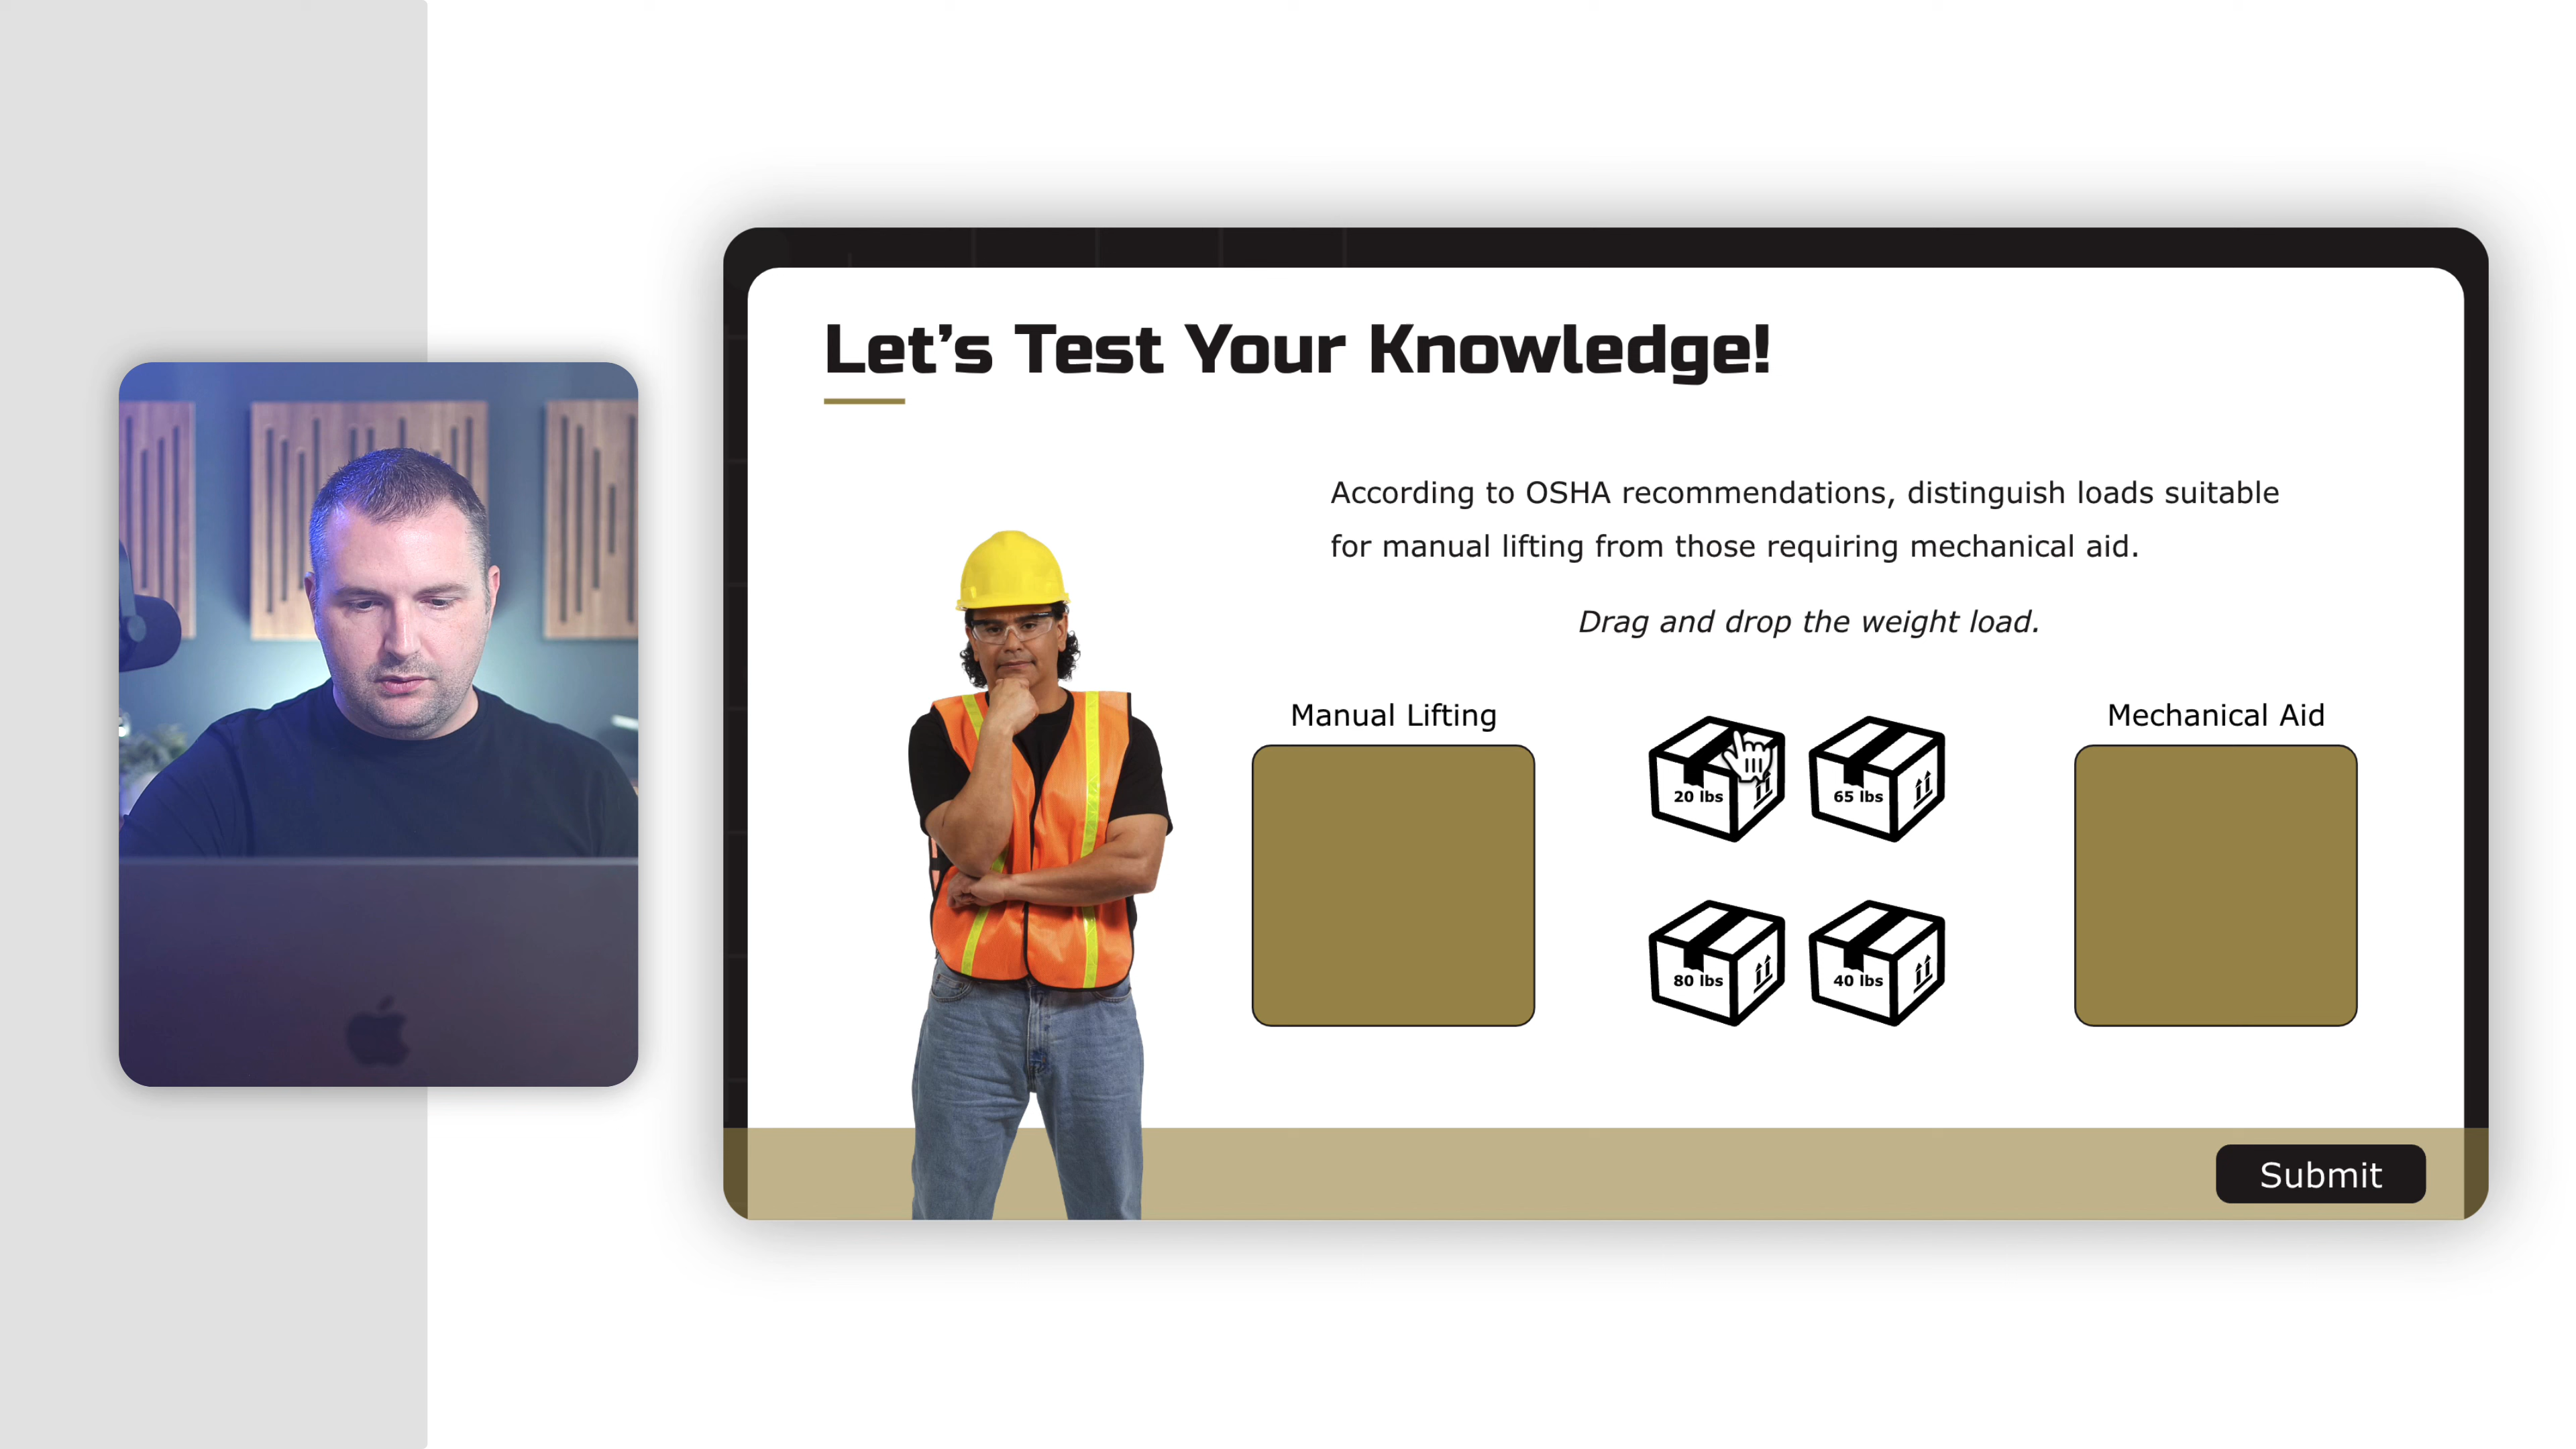 Let's Test Your Knowledge!
According to OSHA recommendations, distinguish loads suitable
for manual lifting from those requiring mechanical aid.
Drag and drop the weight load.
Manual Lifting
Mechanical Aid
20 lbs
65 lbs
80 lbs
40 lbs
Submit